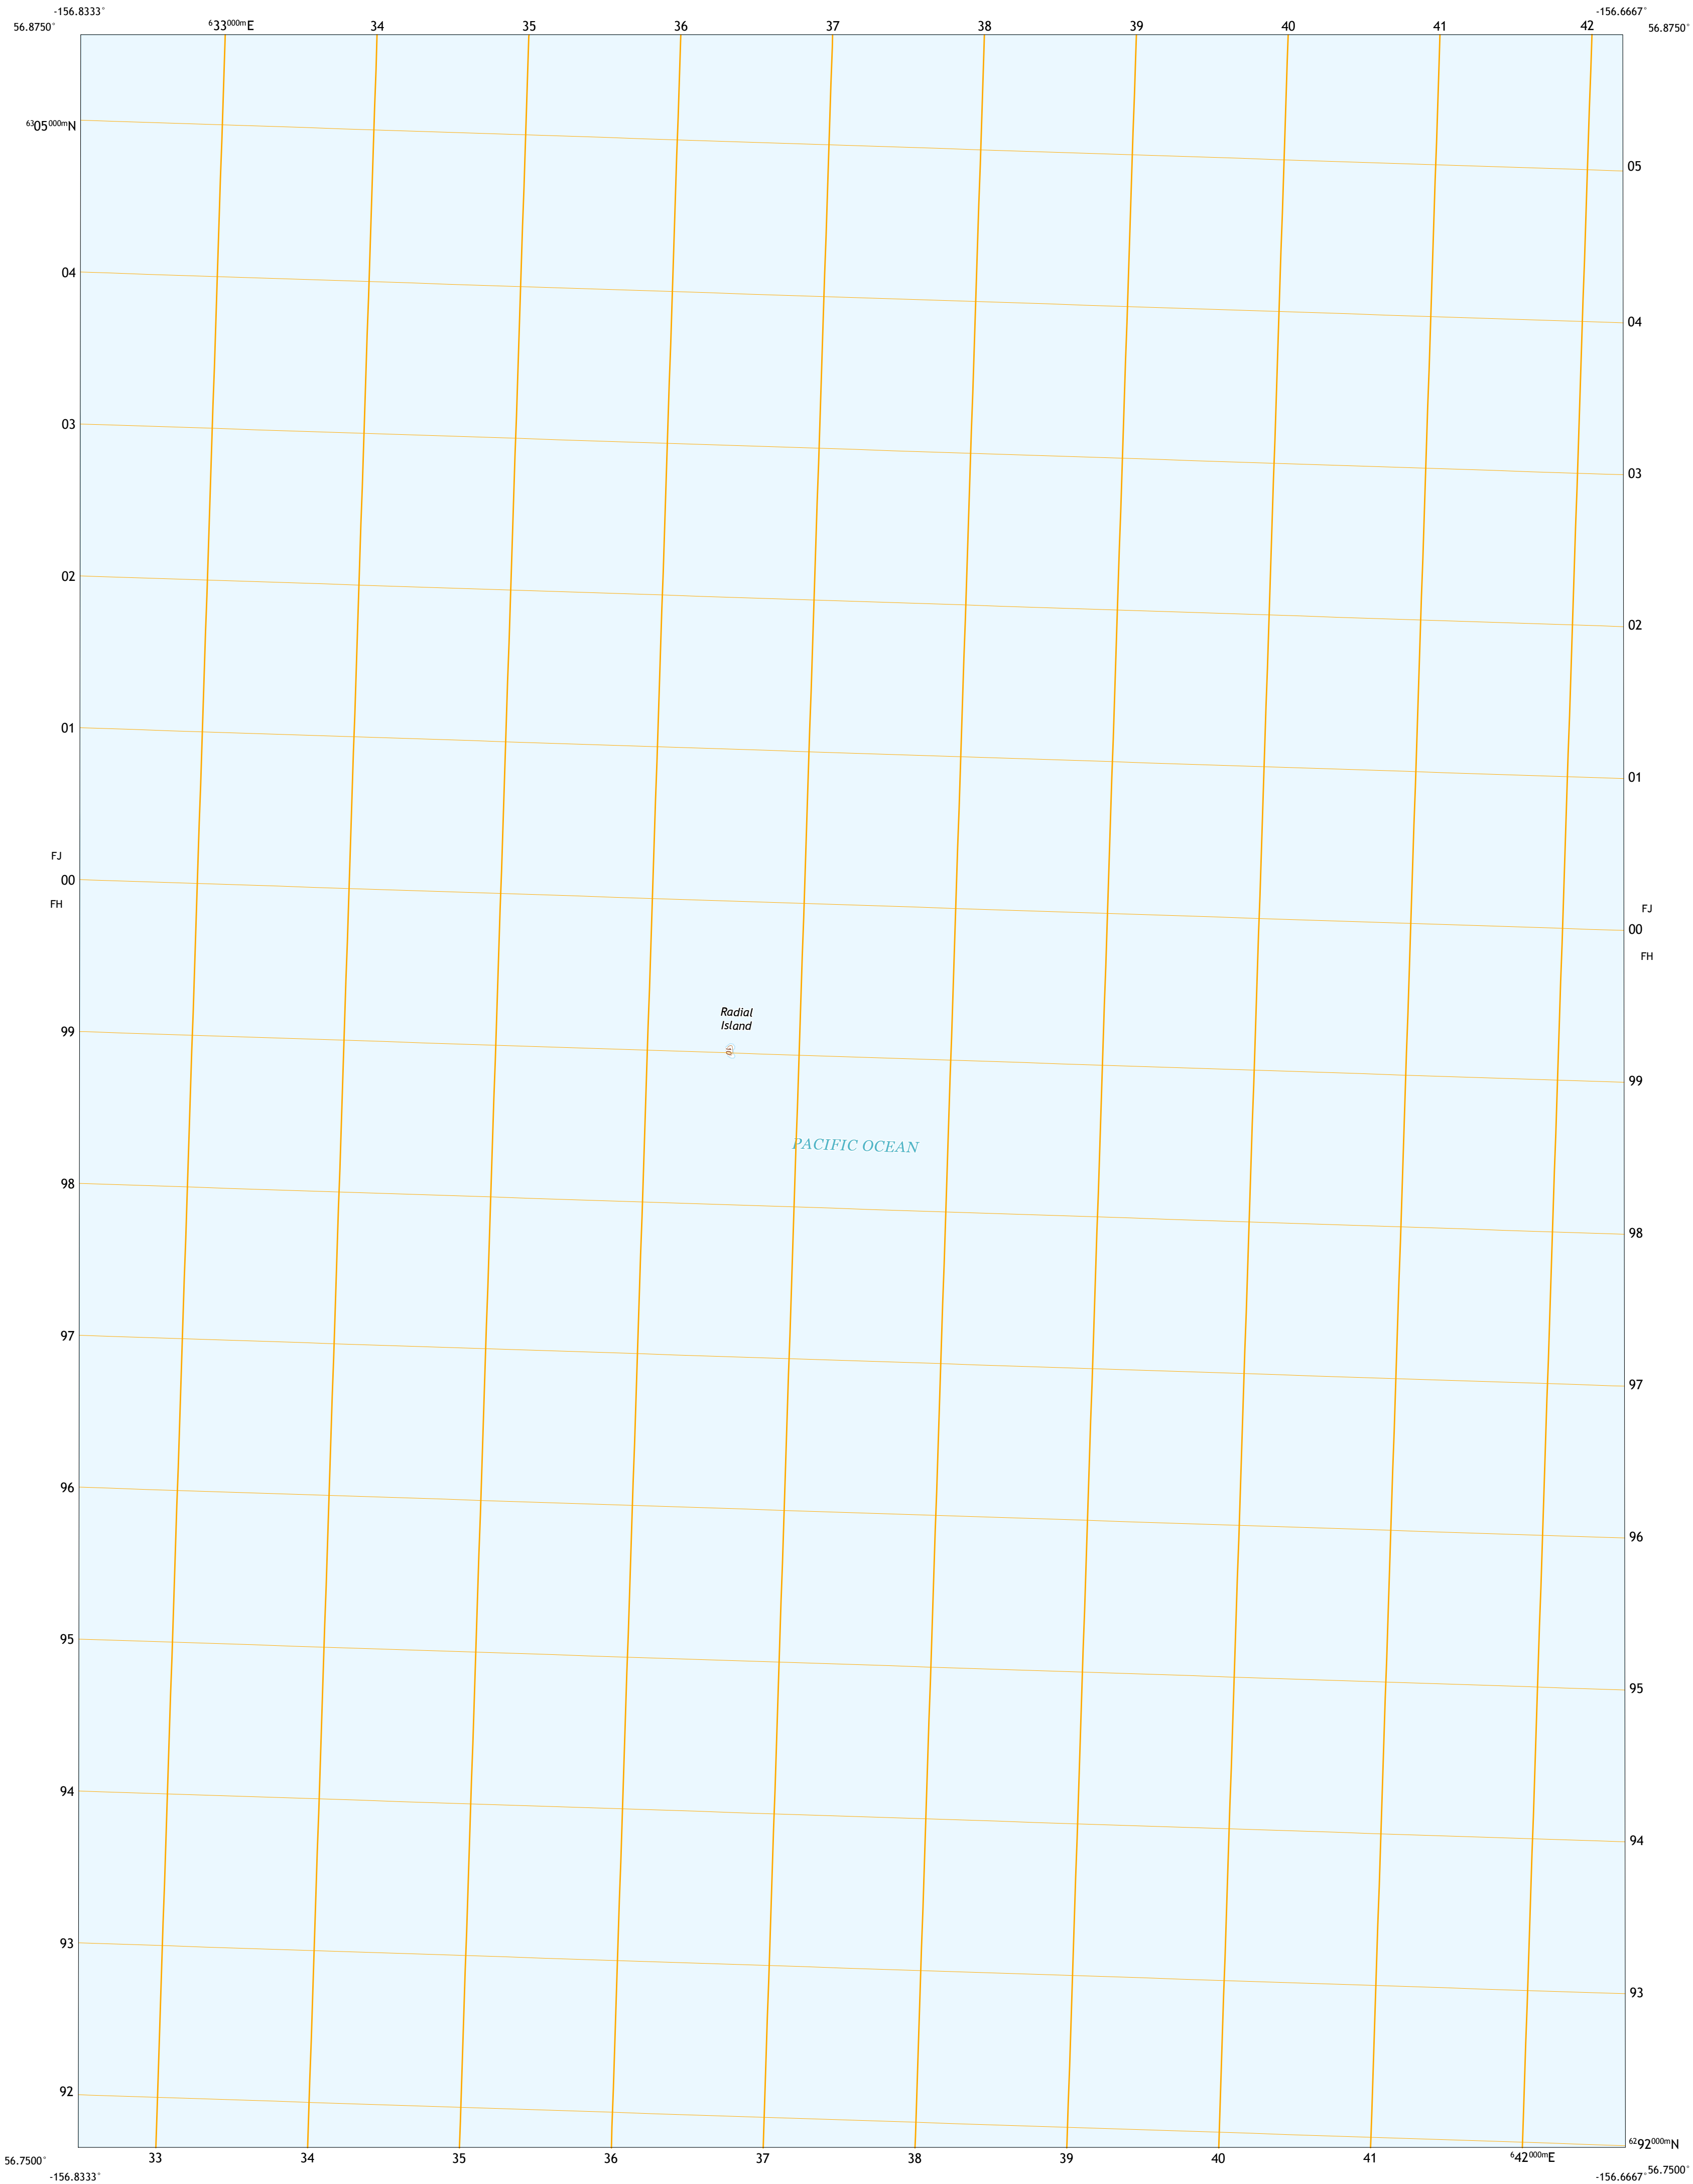 -156.8333° -156.6667°
56.8750° ⁶33⁰⁰⁰ᵐE 34 35 36 37 38 39 40 41 42 56.8750°
⁶³05⁰⁰⁰ᵐN
05
04
04
03
03
02
02
01
01
FJ
00
FH
FJ
00
FH
Radial
Island
99
99
PACIFIC OCEAN
98
98
97
97
96
96
95
95
94
94
93
93
92
⁶²92⁰⁰⁰ᵐN
56.7500° 33 34 35 36 37 38 39 40 41 ⁶42⁰⁰⁰ᵐE 56.7500°
-156.8333° -156.6667°